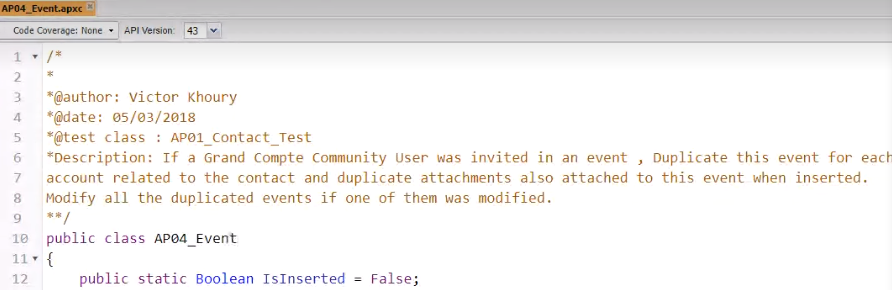 AP04_Event.apxc
Code Coverage: None API Version: 43
1 /*
2 *
3 *@author: Victor Khoury
4 *@date: 05/03/2018
5 *@test class : AP01_Contact_Test
6 *Description: If a Grand Compte Community User was invited in an event , Duplicate this event for each
7 account related to the contact and duplicate attachments also attached to this event when inserted.
8 Modify all the duplicated events if one of them was modified.
9 **/
10 public class AP04_Event
11 {
12 public static Boolean IsInserted = False;